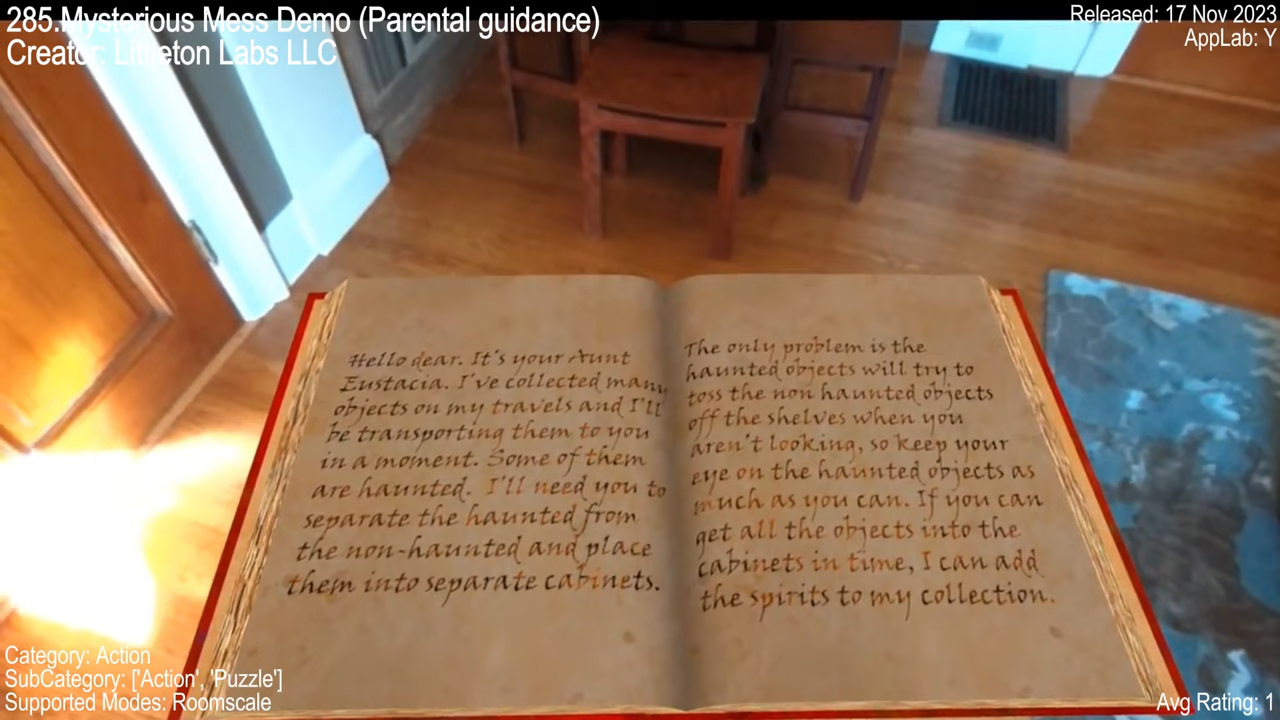 285.Mysterious Mess Demo (Parental guidance)
Creator: Littleton Labs LLC
Released: 17 Nov 2023
AppLab: Y
Hello dear. It's your Aunt
Eustacia. I've collected many
objects on my travels and I'll
be transporting them to you
in a moment. Some of them
are haunted. I'll need you to
separate the haunted from
the non-haunted and place
them into separate cabinets.
The only problem is the
haunted objects will try to
toss the non haunted objects
off the shelves when you
aren't looking, so keep your
eye on the haunted objects as
much as you can. If you can
get all the objects into the
cabinets in time, I can add
the spirits to my collection.
Category: Action
SubCategory: ['Action', 'Puzzle']
Supported Modes: Roomscale
Avg Rating: 1